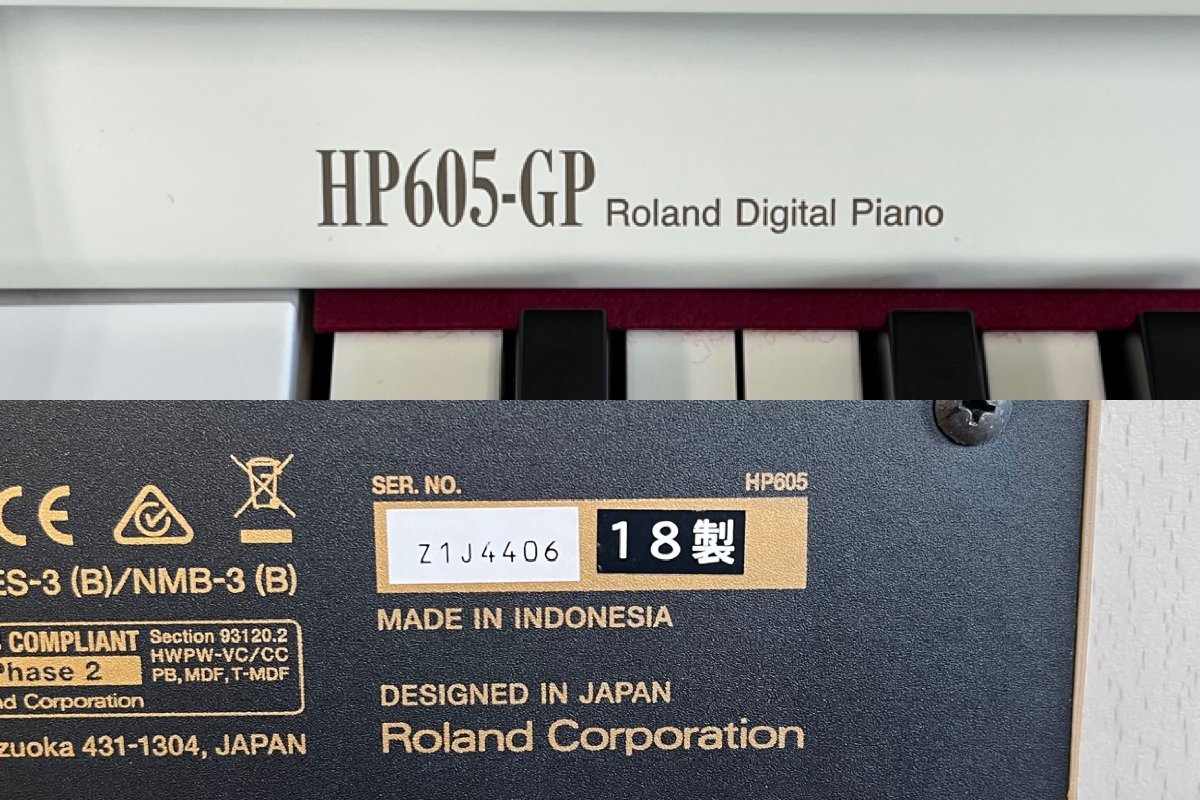 HP605-GP Roland Digital Piano
SER. NO. HP605
Z1J4406 18製
MADE IN INDONESIA
DESIGNED IN JAPAN
Roland Corporation
CE
ES-3 (B)/NMB-3 (B)
COMPLIANT Section 93120.2
Phase 2 HWPW-VC/CC
PB, MDF, T-MDF
Corporation
431-1304, JAPAN